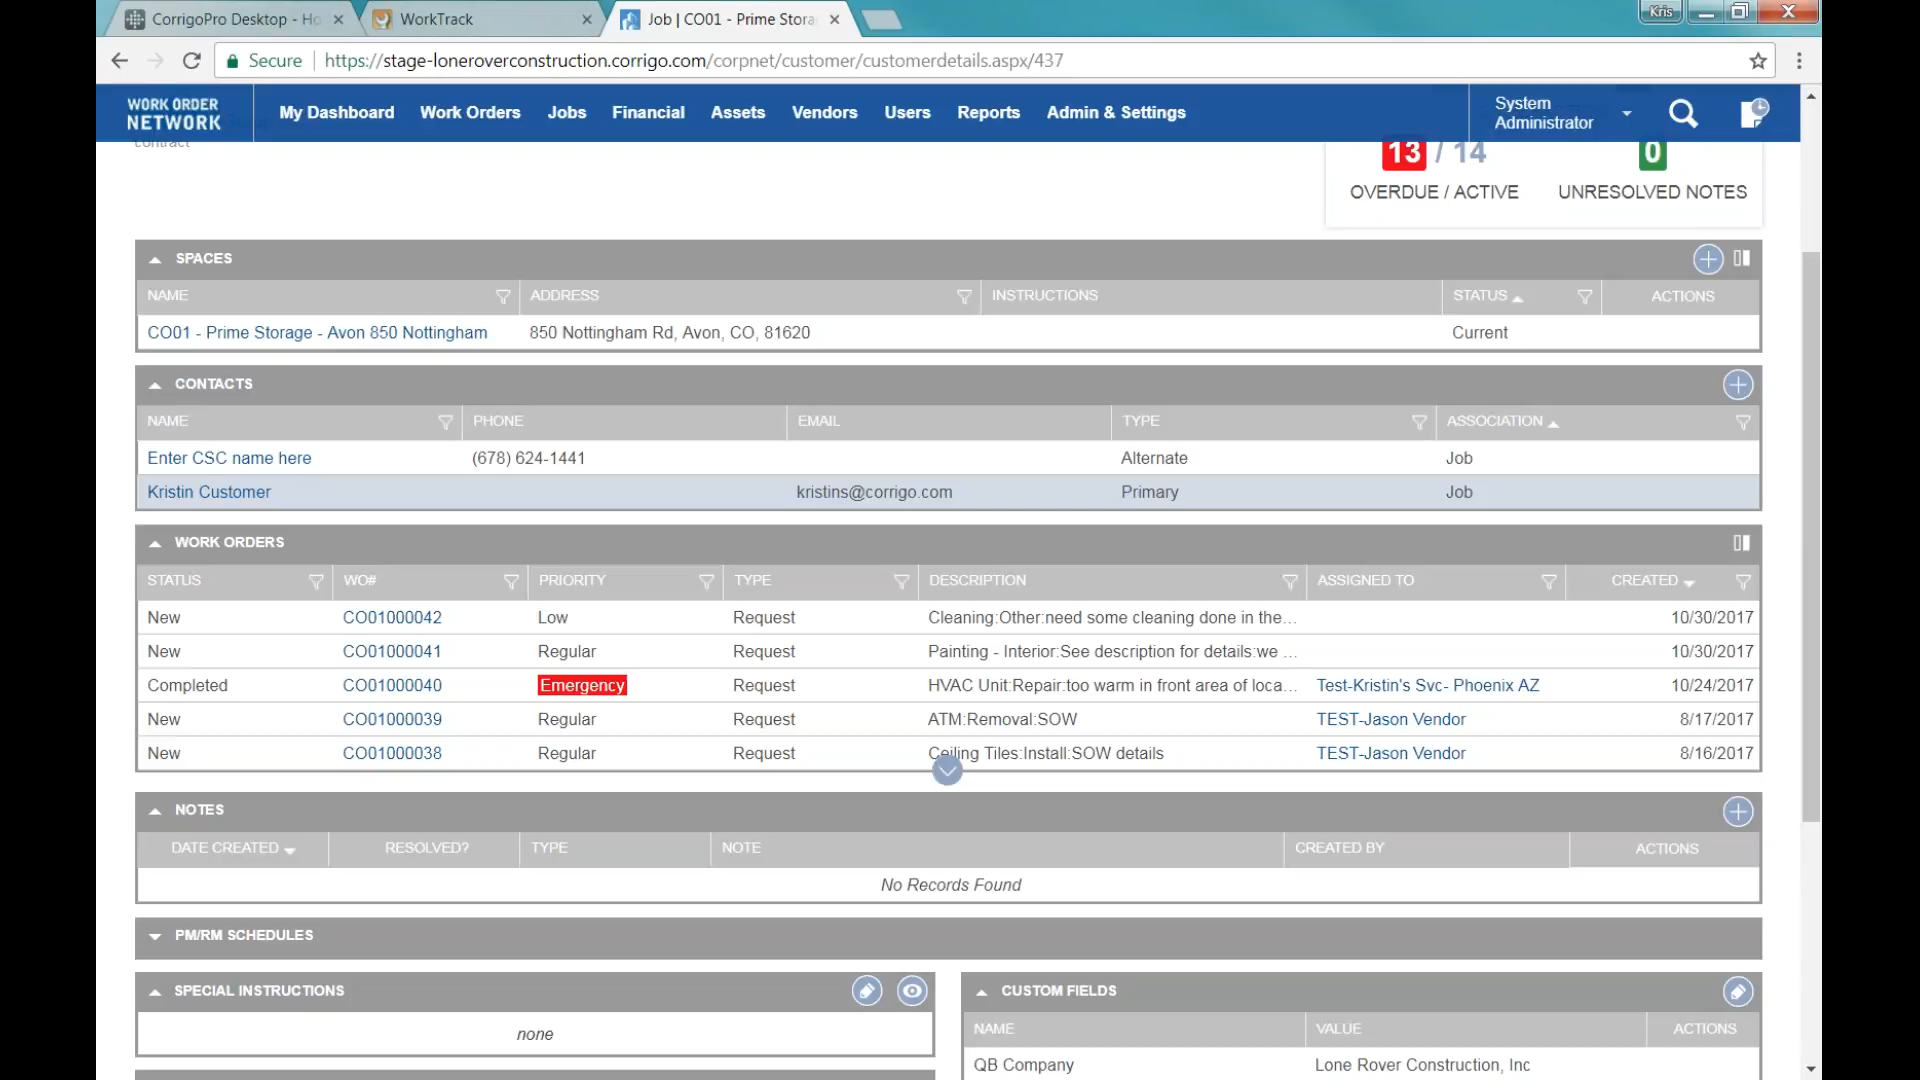 CorrigoPro Desktop - Ho
WorkTrack
Job | CO01 - Prime Stora
Kris
Secure
https://stage-loneroverconstruction.corrigo.com/corpnet/customer/customerdetails.aspx/437
WORK ORDER
NETWORK
My Dashboard Work Orders Jobs Financial Assets Vendors Users Reports Admin & Settings
System
Administrator
contract
13 / 14 0
OVERDUE / ACTIVE UNRESOLVED NOTES
SPACES
NAME ADDRESS INSTRUCTIONS STATUS ACTIONS
CO01 - Prime Storage - Avon 850 Nottingham 850 Nottingham Rd, Avon, CO, 81620 Current
CONTACTS
NAME PHONE EMAIL TYPE ASSOCIATION
Enter CSC name here (678) 624-1441 Alternate Job
Kristin Customer kristins@corrigo.com Primary Job
WORK ORDERS
STATUS WO# PRIORITY TYPE DESCRIPTION ASSIGNED TO CREATED
New CO01000042 Low Request Cleaning:Other:need some cleaning done in the... 10/30/2017
New CO01000041 Regular Request Painting - Interior:See description for details:we ... 10/30/2017
Completed CO01000040 Emergency Request HVAC Unit:Repair:too warm in front area of loca... Test-Kristin's Svc- Phoenix AZ 10/24/2017
New CO01000039 Regular Request ATM:Removal:SOW TEST-Jason Vendor 8/17/2017
New CO01000038 Regular Request Ceiling Tiles:Install:SOW details TEST-Jason Vendor 8/16/2017
NOTES
DATE CREATED RESOLVED? TYPE NOTE CREATED BY ACTIONS
No Records Found
PM/RM SCHEDULES
SPECIAL INSTRUCTIONS
none
CUSTOM FIELDS
NAME VALUE ACTIONS
QB Company Lone Rover Construction, Inc